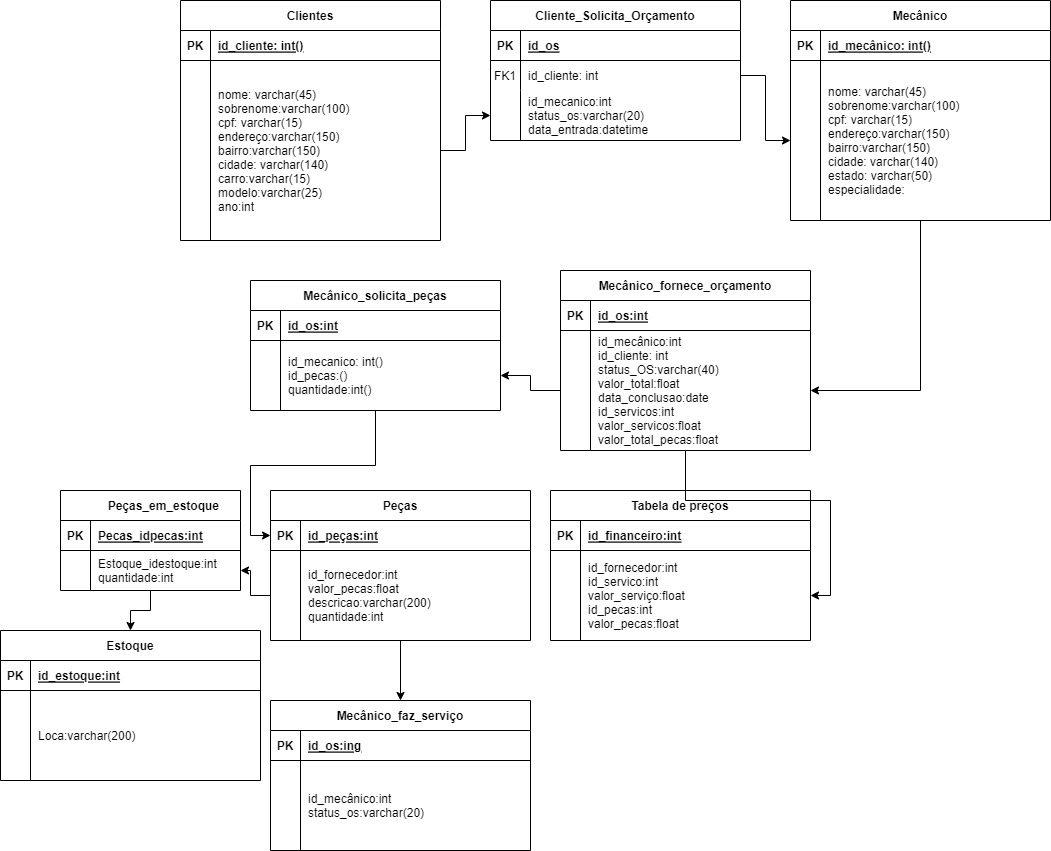 Clientes
PK id_cliente: int()
nome: varchar(45)
sobrenome:varchar(100)
cpf: varchar(15)
endereço:varchar(150)
bairro:varchar(150)
cidade: varchar(140)
carro:varchar(15)
modelo:varchar(25)
ano:int
Cliente_Solicita_Orçamento
PK id_os
FK1 id_cliente: int
id_mecanico:int
status_os:varchar(20)
data_entrada:datetime
Mecânico
PK id_mecânico: int()
nome: varchar(45)
sobrenome:varchar(100)
cpf: varchar(15)
endereço:varchar(150)
bairro:varchar(150)
cidade: varchar(140)
estado: varchar(50)
especialidade:
Mecânico_solicita_peças
PK id_os:int
id_mecanico: int()
id_pecas:()
quantidade:int()
Mecânico_fornece_orçamento
PK id_os:int
id_mecânico:int
id_cliente: int
status_OS:varchar(40)
valor_total:float
data_conclusao:date
id_servicos:int
valor_servicos:float
valor_total_pecas:float
Peças_em_estoque
PK Pecas_idpecas:int
Estoque_idestoque:int
quantidade:int
Peças
PK id_peças:int
id_fornecedor:int
valor_pecas:float
descricao:varchar(200)
quantidade:int
Tabela de preços
PK id_financeiro:int
id_fornecedor:int
id_servico:int
valor_serviço:float
id_pecas:int
valor_pecas:float
Estoque
PK id_estoque:int
Loca:varchar(200)
Mecânico_faz_serviço
PK id_os:ing
id_mecânico:int
status_os:varchar(20)